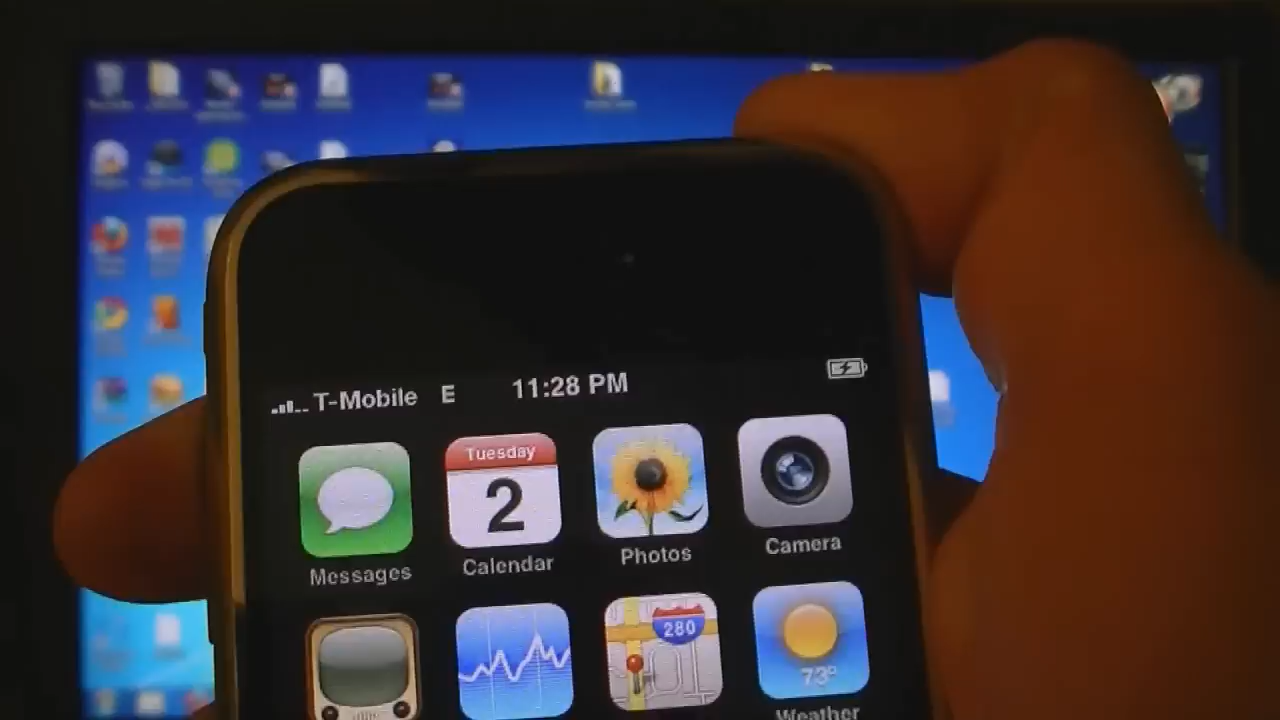 T-Mobile E 11:28 PM
Tuesday
2
Messages Calendar Photos Camera
280
73°
Weather